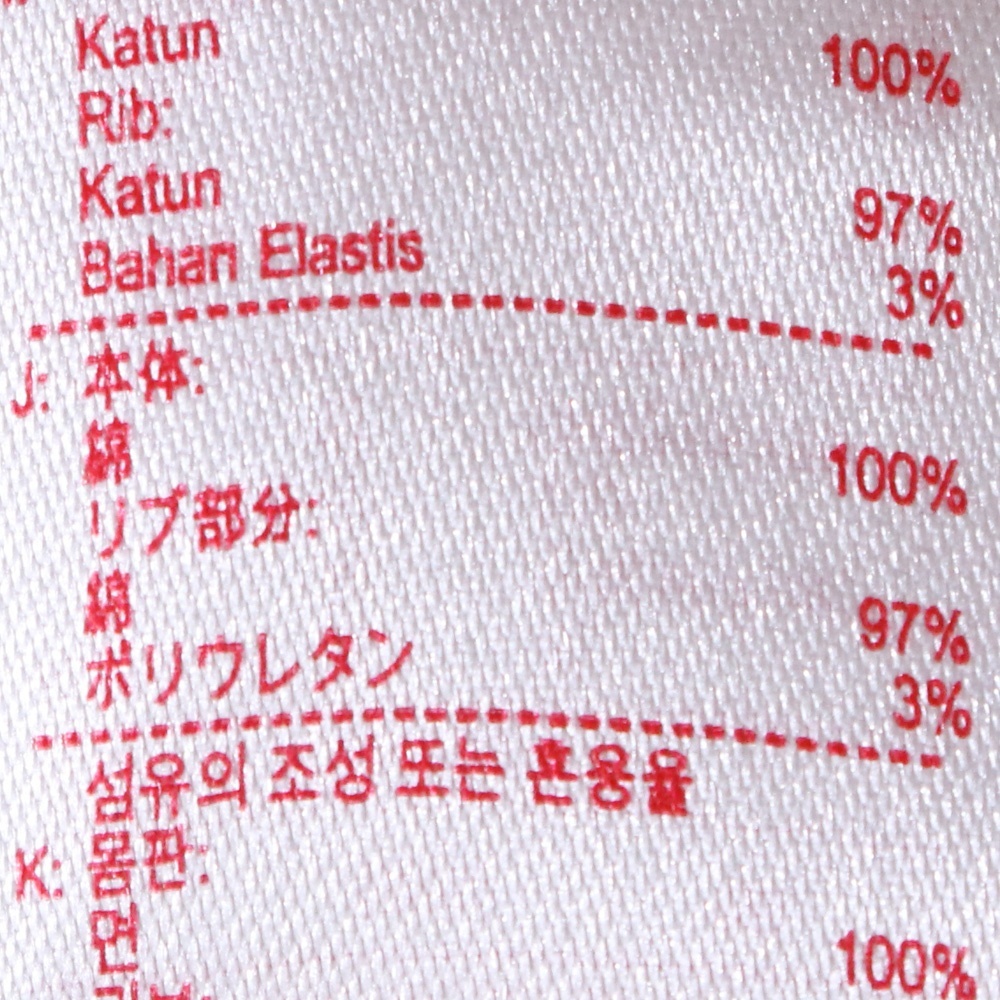 Katun 100%
Rib:
Katun 97%
Bahan Elastis 3%
J: 本体:
綿 100%
リブ部分:
綿 97%
ポリウレタン 3%
섬유의 조성 또는 혼용율
K: 몸판:
면 100%